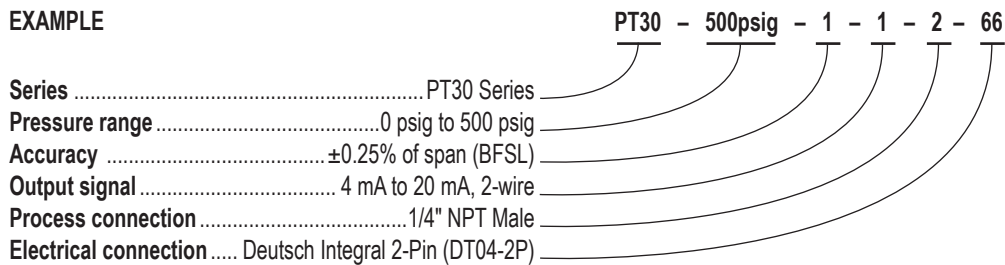 EXAMPLE PT30 – 500psig – 1 – 1 – 2 – 66
Series ............................................................PT30 Series
Pressure range .......................................0 psig to 500 psig
Accuracy ......................................±0.25% of span (BFSL)
Output signal .................................. 4 mA to 20 mA, 2-wire
Process connection ....................................1/4" NPT Male
Electrical connection ..... Deutsch Integral 2-Pin (DT04-2P)